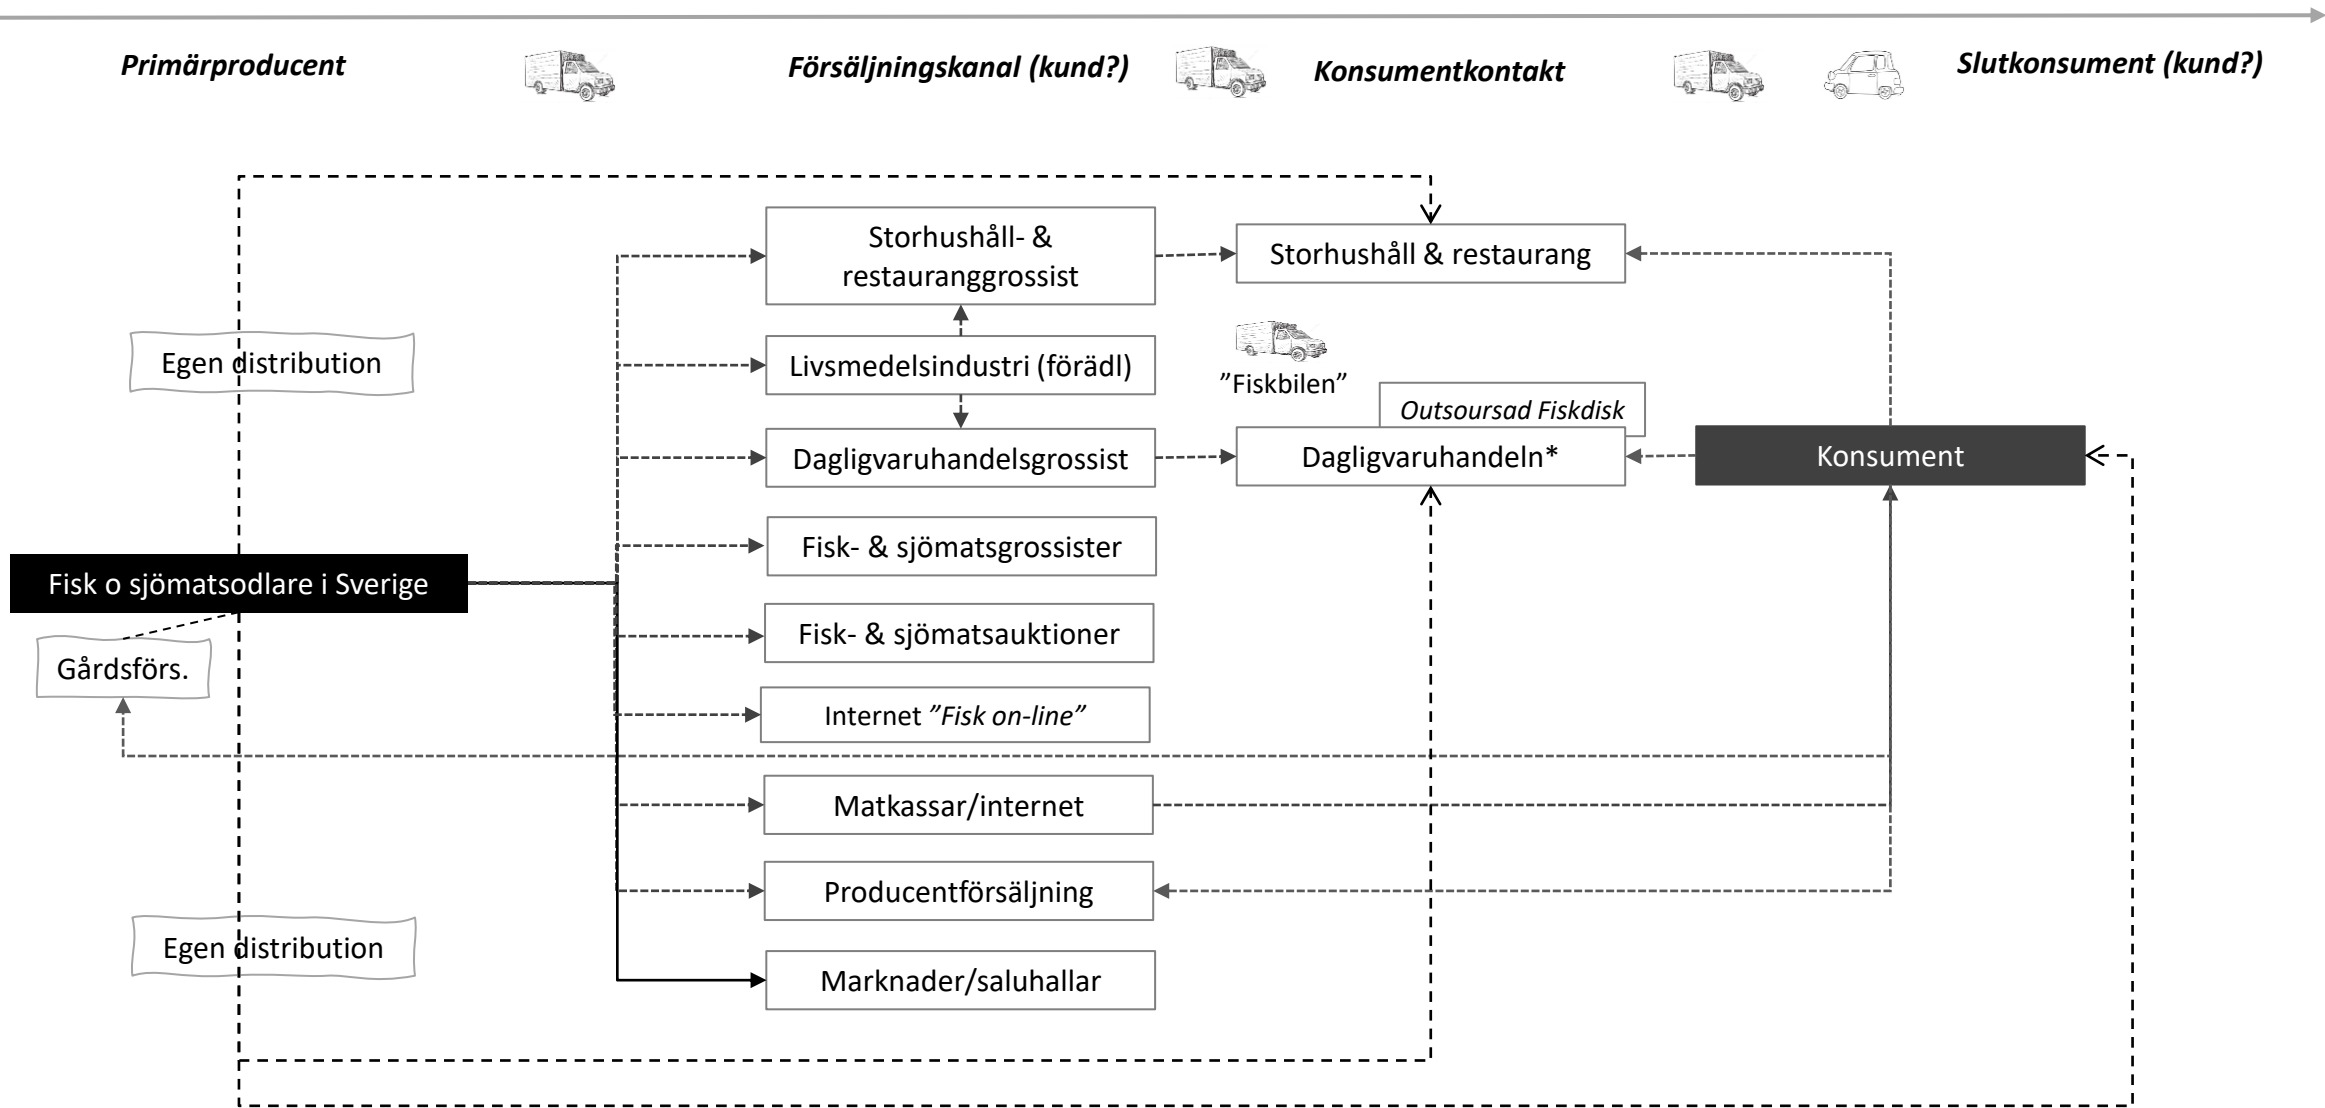 Primärproducent
Försäljningskanal (kund?)
Konsumentkontakt
Slutkonsument (kund?)
Storhushåll- &
restauranggrossist
Storhushåll & restaurang
Egen distribution
Livsmedelsindustri (förädl)
”Fiskbilen”
Outsoursad Fiskdisk
Dagligvaruhandelsgrossist
Dagligvaruhandeln*
Konsument
Fisk- & sjömatsgrossister
Fisk o sjömatsodlare i Sverige
Fisk- & sjömatsauktioner
Gårdsförs.
Internet ”Fisk on-line”
Matkassar/internet
Producentförsäljning
Egen distribution
Marknader/saluhallar